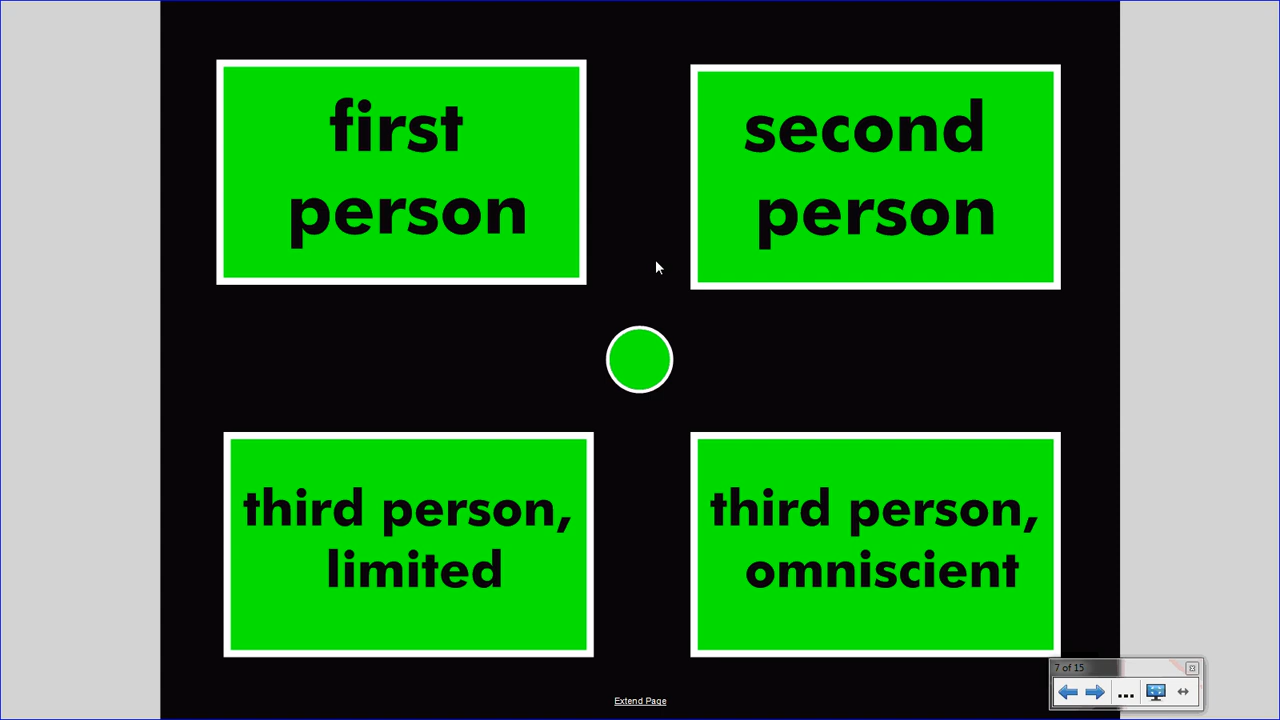 first
person
second
person
third person,
limited
third person,
omniscient
Extend Page
7 of 15
...